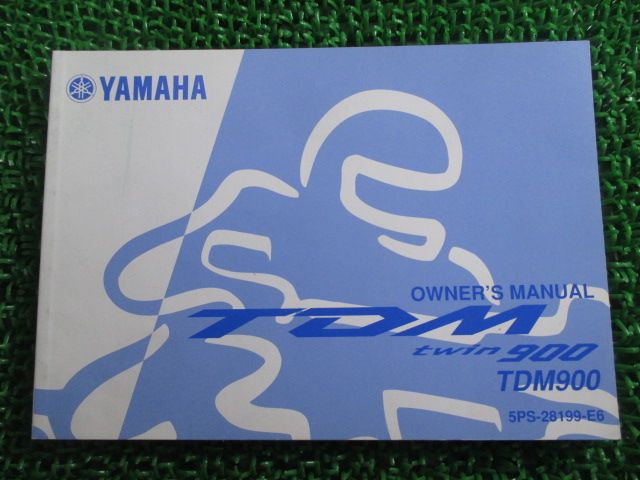 YAMAHA
OWNER'S MANUAL
TDM
twin 900
TDM900
5PS-28199-E6